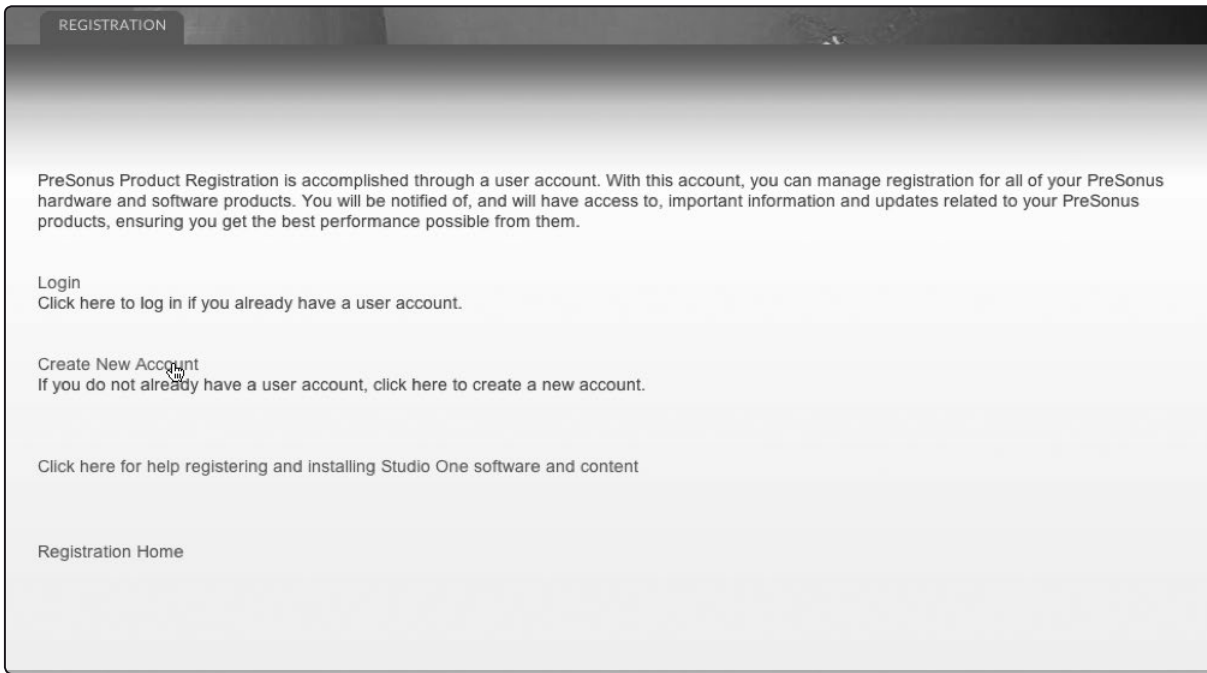 REGISTRATION
PreSonus Product Registration is accomplished through a user account. With this account, you can manage registration for all of your PreSonus
hardware and software products. You will be notified of, and will have access to, important information and updates related to your PreSonus
products, ensuring you get the best performance possible from them.
Login
Click here to log in if you already have a user account.
Create New Account
If you do not already have a user account, click here to create a new account.
Click here for help registering and installing Studio One software and content
Registration Home